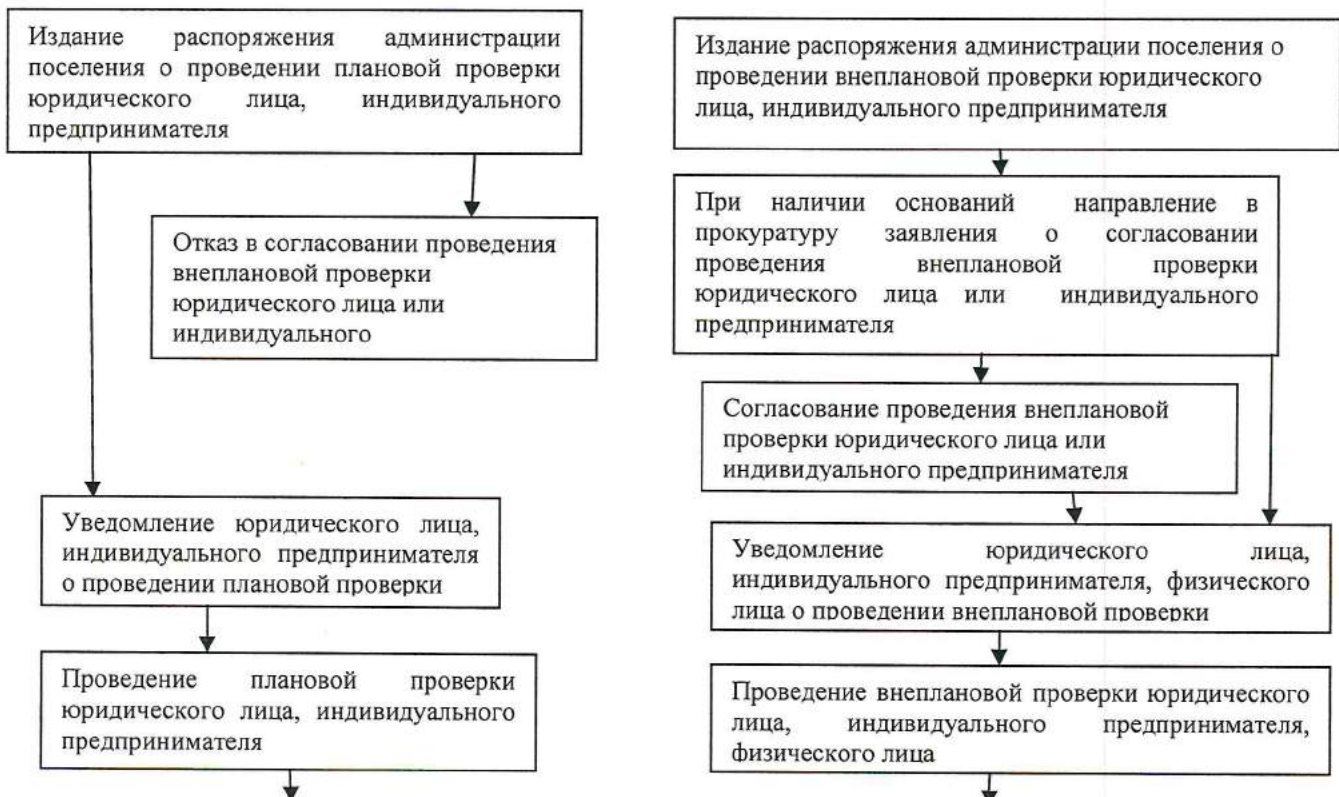 Издание распоряжения администрации
поселения о проведении плановой проверки
юридического лица, индивидуального
предпринимателя
Отказ в согласовании проведения
внеплановой проверки
юридического лица или
индивидуального
Уведомление юридического лица,
индивидуального предпринимателя
о проведении плановой проверки
Проведение плановой проверки
юридического лица, индивидуального
предпринимателя
Издание распоряжения администрации поселения о
проведении внеплановой проверки юридического
лица, индивидуального предпринимателя
При наличии оснований направление в
прокуратуру заявления о согласовании
проведения внеплановой проверки
юридического лица или индивидуального
предпринимателя
Согласование проведения внеплановой
проверки юридического лица или
индивидуального предпринимателя
Уведомление юридического лица,
индивидуального предпринимателя, физического
лица о проведении внеплановой проверки
Проведение внеплановой проверки юридического
лица, индивидуального предпринимателя,
физического лица